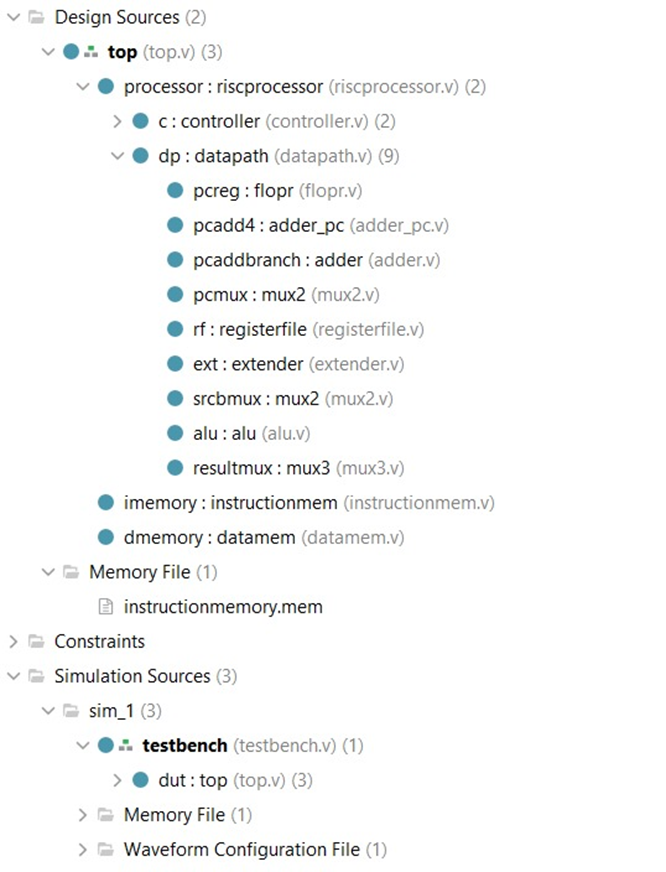 Design Sources (2)
top (top.v) (3)
processor : riscprocessor (riscprocessor.v) (2)
c : controller (controller.v) (2)
dp : datapath (datapath.v) (9)
pcreg : flopr (flopr.v)
pcadd4 : adder_pc (adder_pc.v)
pcaddbranch : adder (adder.v)
pcmux : mux2 (mux2.v)
rf : registerfile (registerfile.v)
ext : extender (extender.v)
srcbmux : mux2 (mux2.v)
alu : alu (alu.v)
resultmux : mux3 (mux3.v)
imemory : instructionmem (instructionmem.v)
dmemory : datamem (datamem.v)
Memory File (1)
instructionmemory.mem
Constraints
Simulation Sources (3)
sim_1 (3)
testbench (testbench.v) (1)
dut : top (top.v) (3)
Memory File (1)
Waveform Configuration File (1)